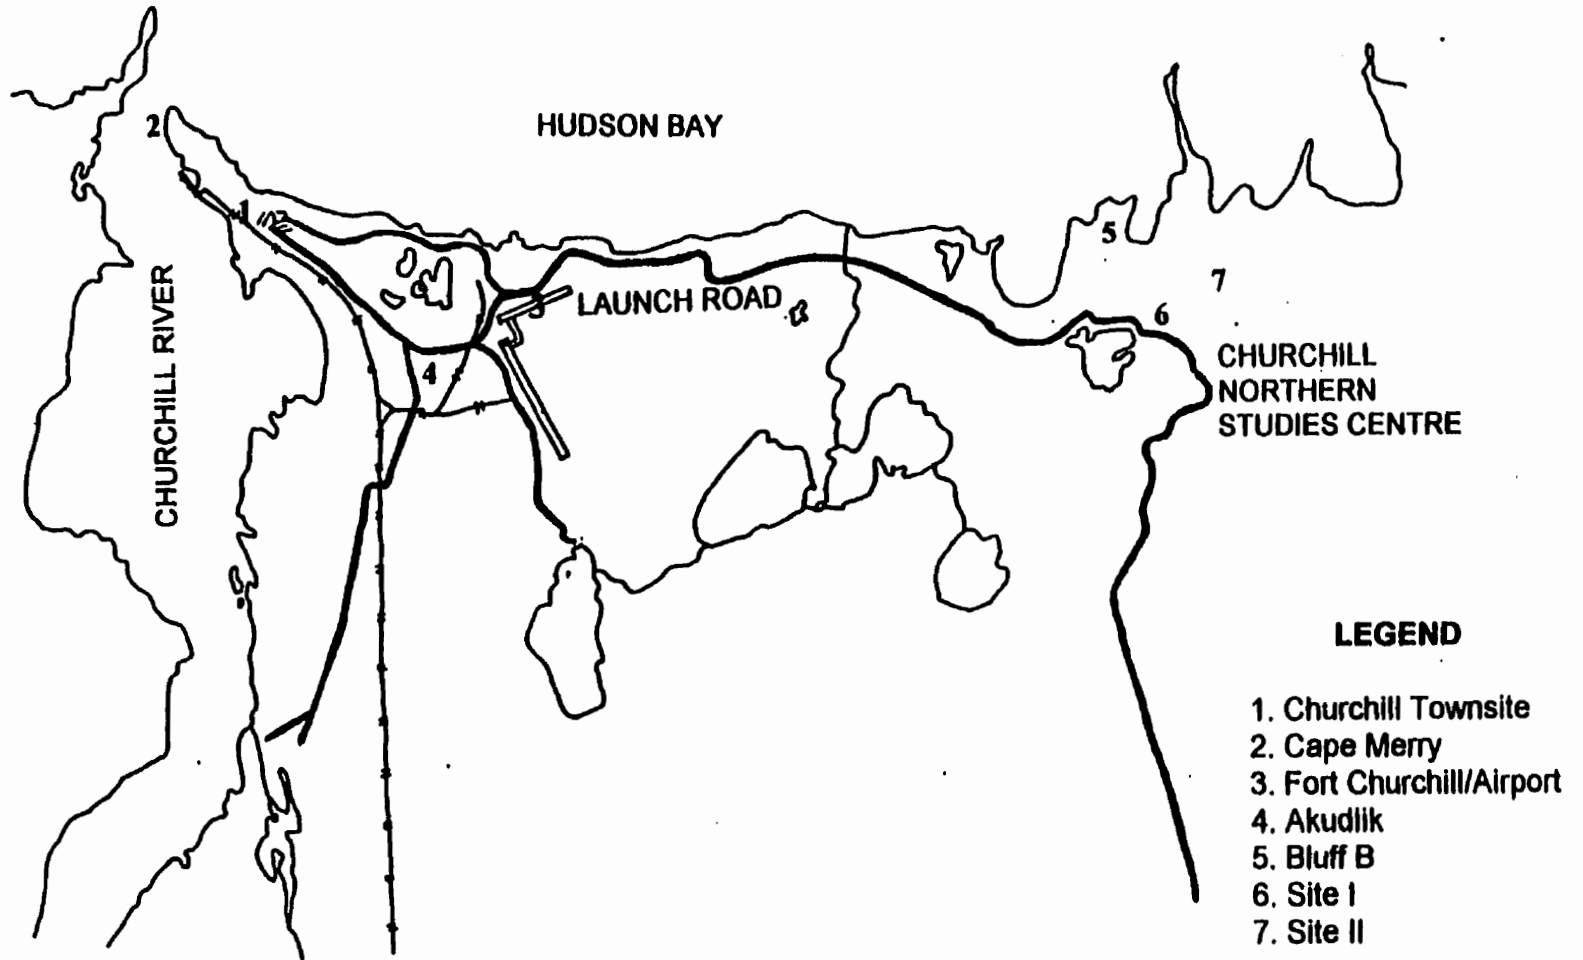 HUDSON BAY
2
1
5
7
3
LAUNCH ROAD
6
4
CHURCHILL RIVER
CHURCHILL
NORTHERN
STUDIES CENTRE
LEGEND
1. Churchill Townsite
2. Cape Merry
3. Fort Churchill/Airport
4. Akudlik
5. Bluff B
6. Site I
7. Site II